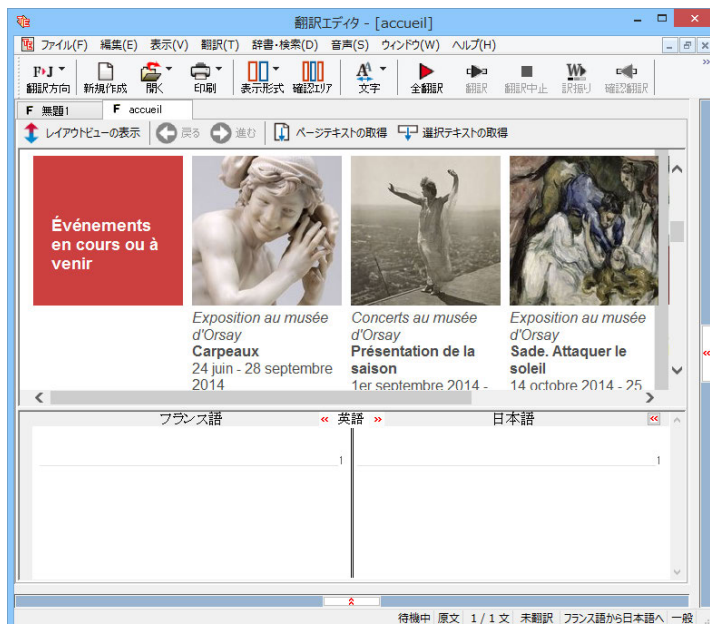 翻訳エディタ - [accueil]
ファイル(F) 編集(E) 表示(V) 翻訳(T) 辞書・検索(D) 音声(S) ウィンドウ(W) ヘルプ(H)
翻訳方向 新規作成 開く 印刷 表示形式 確認エリア 文字 全翻訳 翻訳 翻訳中止 訳振り 確認翻訳
F 無題1 F accueil
レイアウトビューの表示 戻る 進む ページテキストの取得 選択テキストの取得
Événements
en cours ou à
venir
Exposition au musée
d'Orsay
Carpeaux
24 juin - 28 septembre
2014
Concerts au musée
d'Orsay
Présentation de la
saison
1er septembre 2014 -
Exposition au musée
d'Orsay
Sade. Attaquer le
soleil
14 octobre 2014 - 25
フランス語 « 英語 » 日本語 «
1 1
待機中 原文 1 / 1 文 未翻訳 フランス語から日本語へ 一般